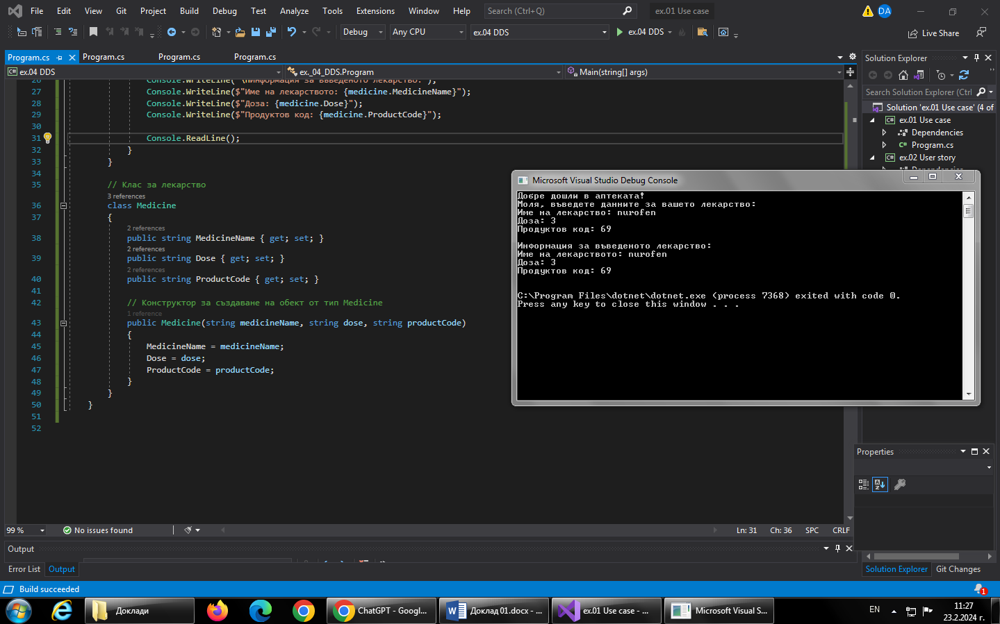 File Edit View Git Project Build Debug Test Analyze Tools Extensions Window Help Search (Ctrl+Q) ex.01 Use case DA
Debug Any CPU ex.04 DDS ex.04 DDS Live Share
Program.cs Program.cs Program.cs Program.cs
ex.04 DDS ex._04_DDS.Program Main(string[] args)
26 Console.WriteLine("\nИнформация за въведеното лекарство:");
27 Console.WriteLine($"Име на лекарството: {medicine.MedicineName}");
28 Console.WriteLine($"Доза: {medicine.Dose}");
29 Console.WriteLine($"Продуктов код: {medicine.ProductCode}");
30
31 Console.ReadLine();
32 }
33 }
34
35 // Клас за лекарство
3 references
36 class Medicine
37 {
2 references
38 public string MedicineName { get; set; }
2 references
39 public string Dose { get; set; }
2 references
40 public string ProductCode { get; set; }
41
42 // Конструктор за създаване на обект от тип Medicine
1 reference
43 public Medicine(string medicineName, string dose, string productCode)
44 {
45 MedicineName = medicineName;
46 Dose = dose;
47 ProductCode = productCode;
48 }
49 }
50 }
51
52
Microsoft Visual Studio Debug Console
Добре дошли в аптеката!
Моля, въведете данните за вашето лекарство:
Име на лекарство: nurofen
Доза: 3
Продуктов код: 69
Информация за въведеното лекарство:
Име на лекарството: nurofen
Доза: 3
Продуктов код: 69
C:\Program Files\dotnet\dotnet.exe (process 7368) exited with code 0.
Press any key to close this window . . .
Solution Explorer
Search Solution Explorer (Ctrl
Solution 'ex.01 Use case' (4 of
ex.01 Use case
Dependencies
Program.cs
ex.02 User story
Dependencies
Properties
99 % No issues found Ln: 31 Ch: 36 SPC CRLF
Output
Error List Output Solution Explorer Git Changes
Build succeeded 1
Доклади ChatGPT - Googl... Доклад 01.docx - ... ex.01 Use case - ... Microsoft Visual S... EN 11:27
23.2.2024 г.